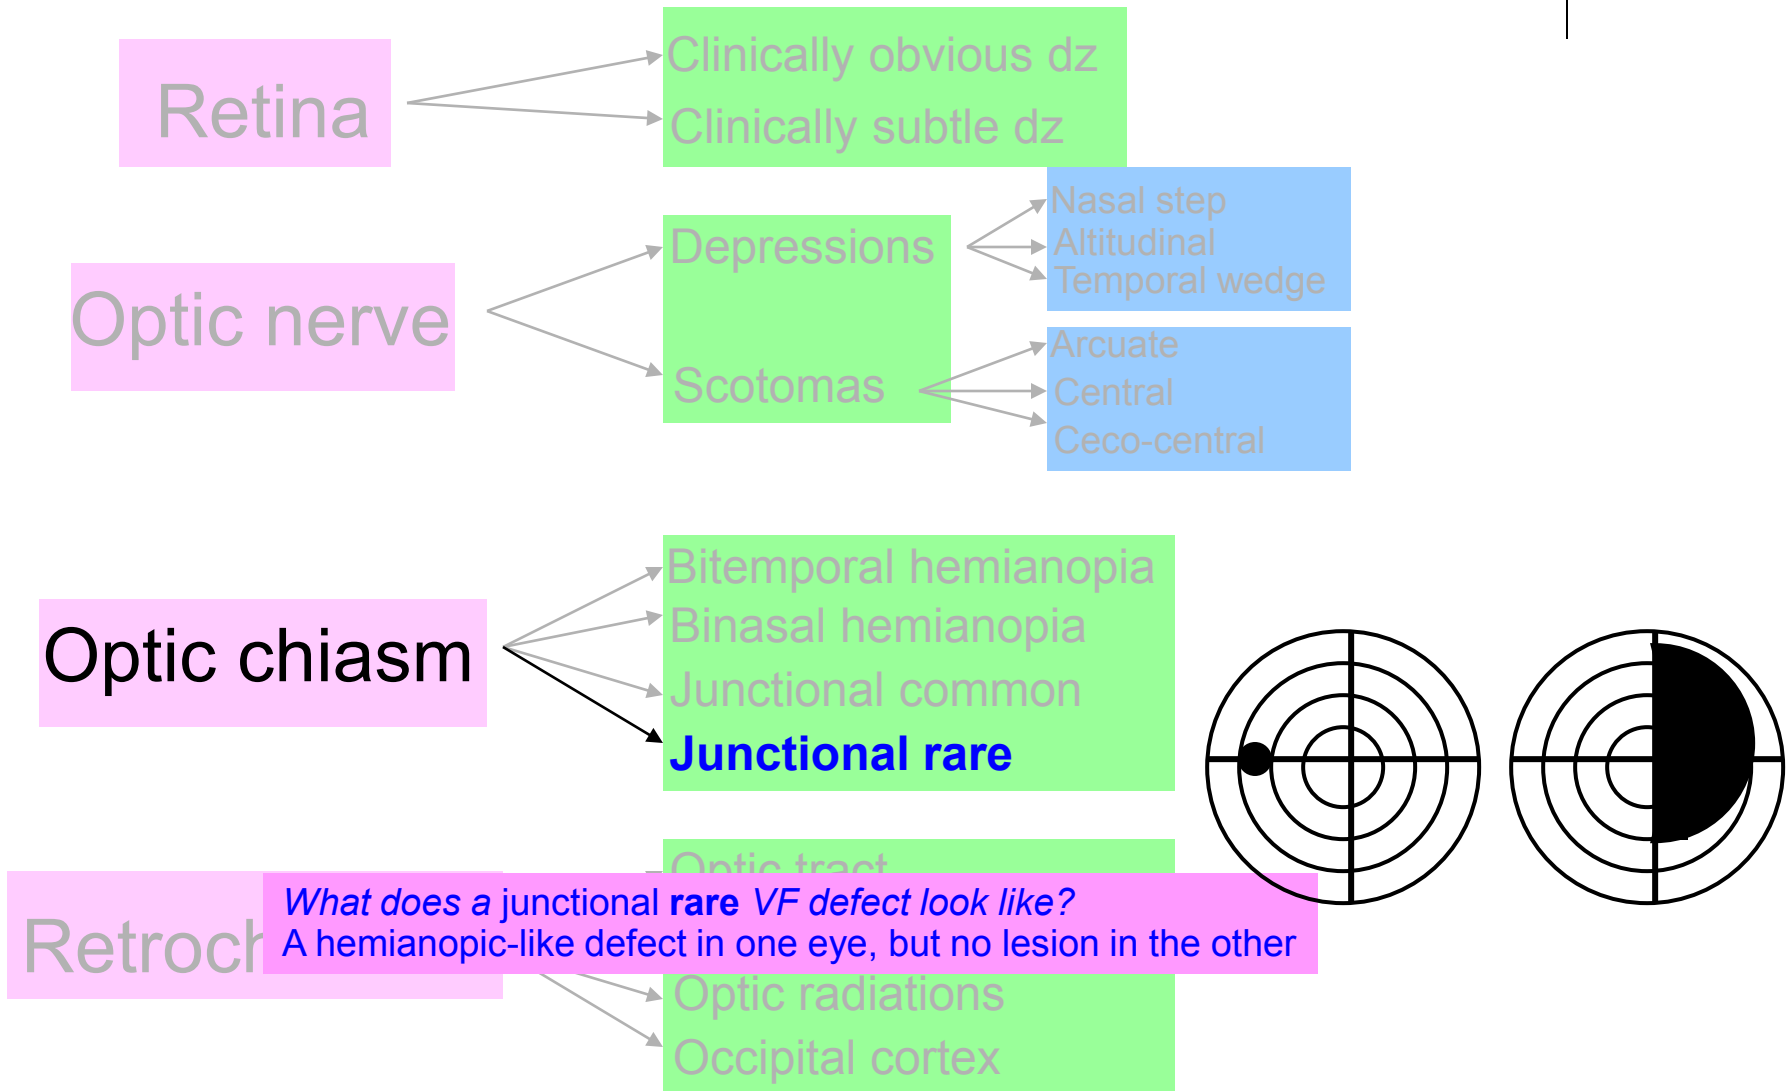 Retina
Clinically obvious dz
Clinically subtle dz
Optic nerve
Depressions
Nasal step
Altitudinal
Temporal wedge
Scotomas
Arcuate
Central
Ceco-central
Optic chiasm
Bitemporal hemianopia
Binasal hemianopia
Junctional common
Junctional rare
Optic tract
What does a junctional rare VF defect look like?
A hemianopic-like defect in one eye, but no lesion in the other
Optic radiations
Occipital cortex